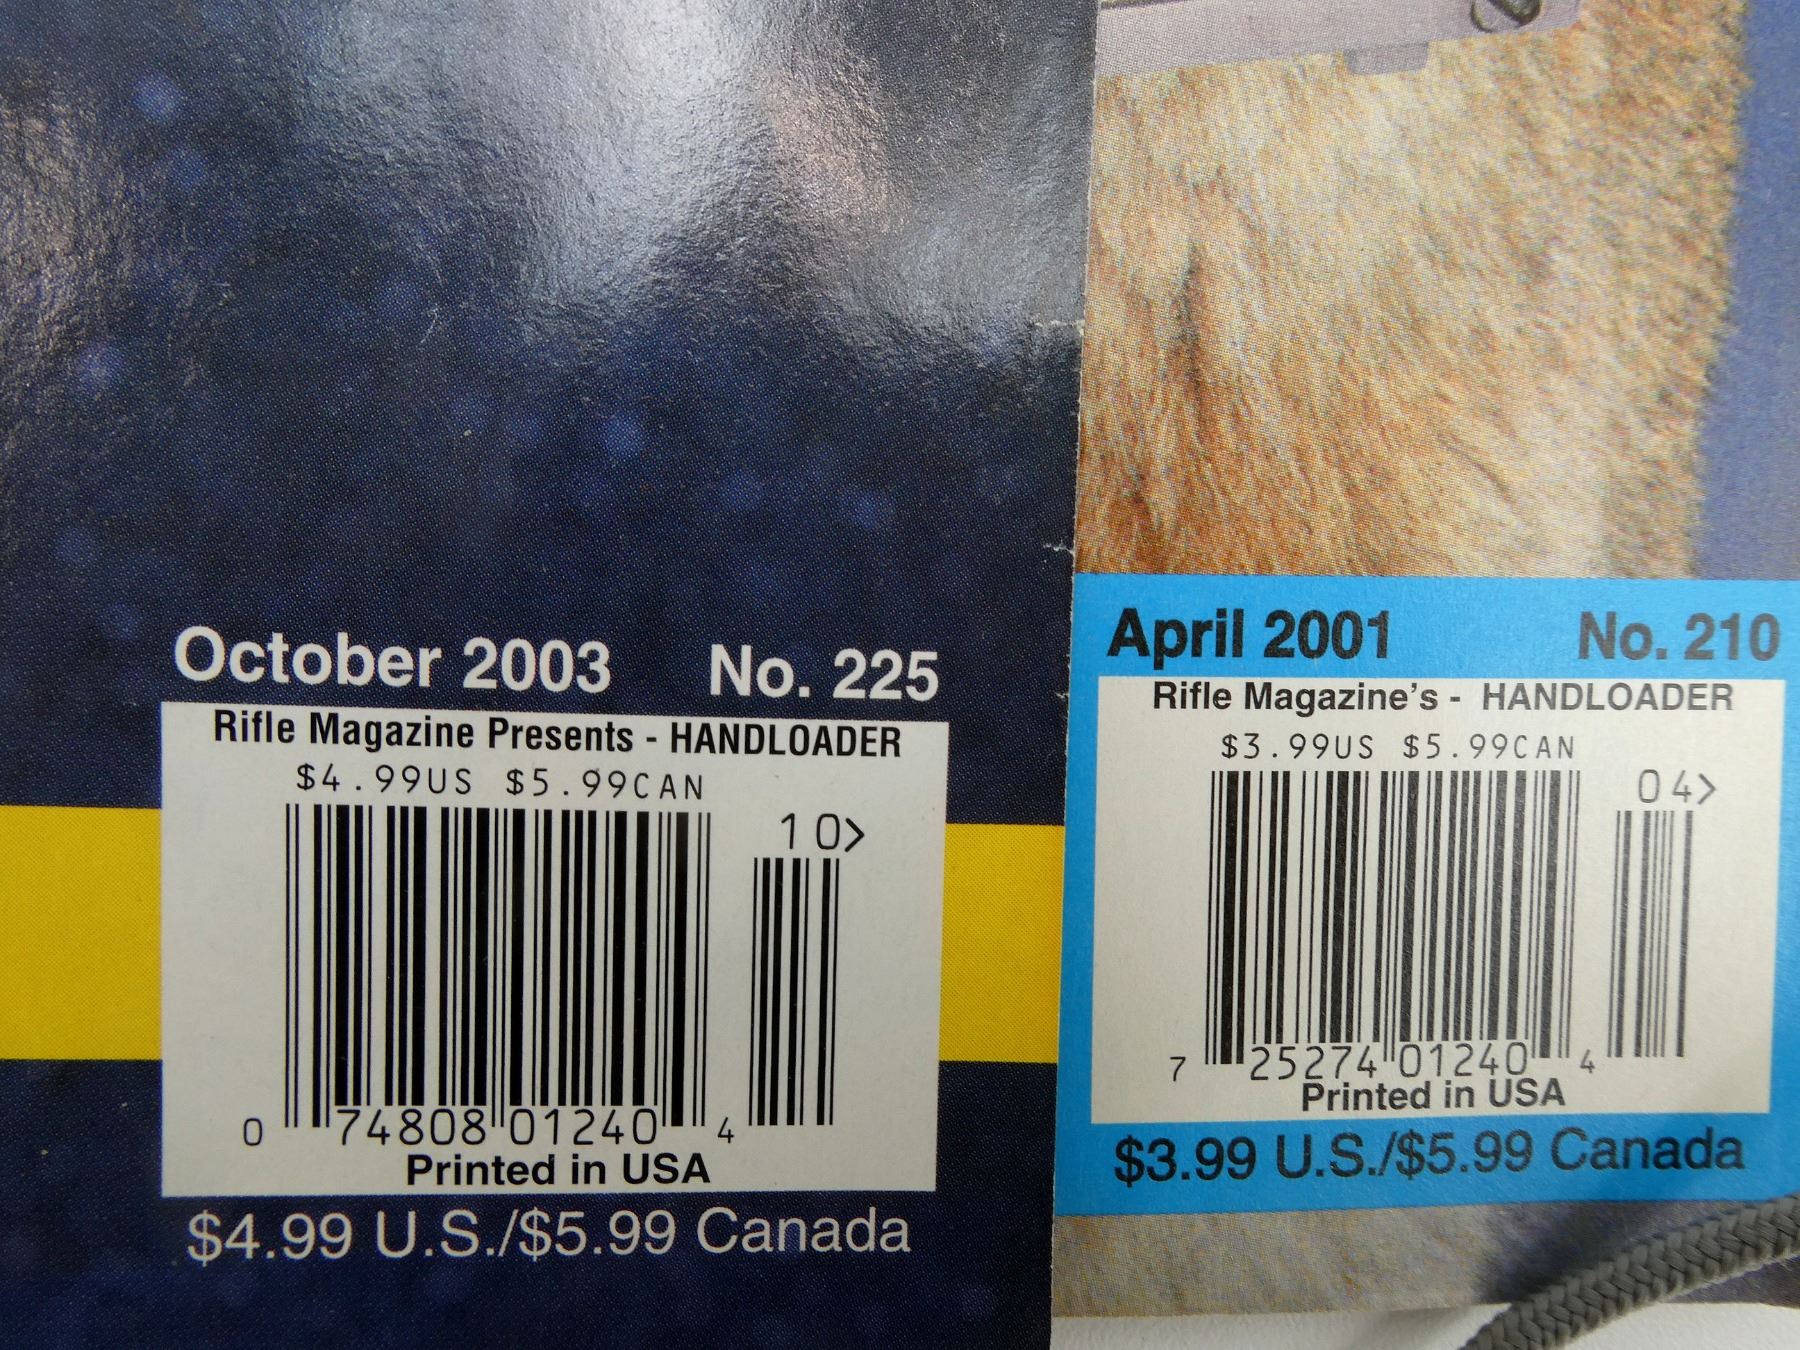 October 2003 No. 225
Rifle Magazine Presents - HANDLOADER
$4.99US $5.99CAN
10>
0 74808 01240 4
Printed in USA
$4.99 U.S./$5.99 Canada
April 2001 No. 210
Rifle Magazine's - HANDLOADER
$3.99US $5.99CAN
04>
7 25274 01240 4
Printed in USA
$3.99 U.S./$5.99 Canada